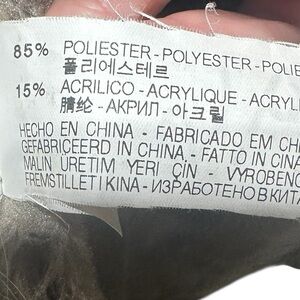 85% POLIESTER - POLYESTER - POLIE
폴리에스테르
15% ACRILICO - ACRYLIQUE - ACRYL
腈纶 - АКРИЛ - 아크릴
HECHO EN CHINA - FABRICADO EM CHI
GEFABRICEERD IN CHINA - FATTO IN CINA
MALIN ÜRETIM YERI ÇIN - VYROBENO
FREMSTILLET I KINA - ИЗРАБОТЕНО В КИТА